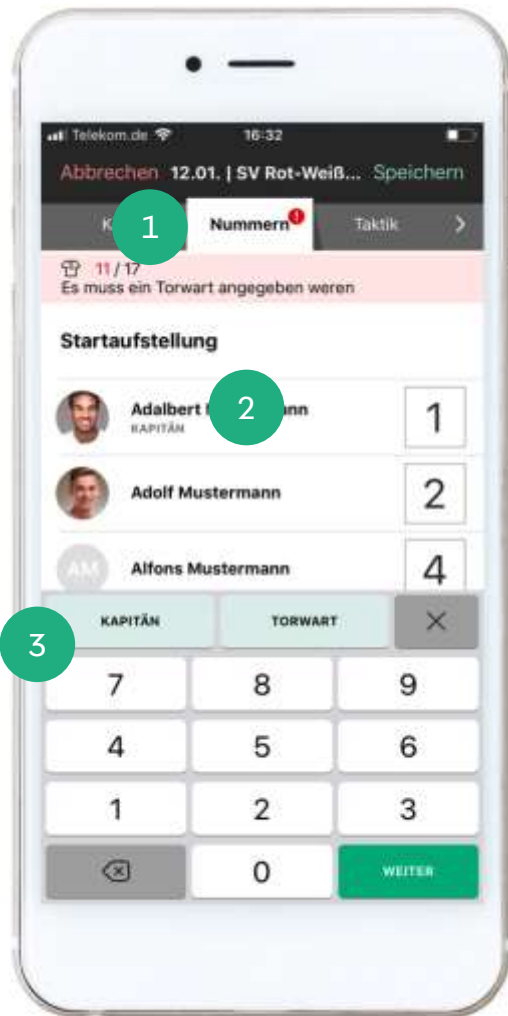 Telekom.de 16:32
Abbrechen 12.01. | SV Rot-Weiß... Speichern
K 1 Nummern ! Taktik >
11 / 17
Es muss ein Torwart angegeben weren
Startaufstellung
Adalbert 2 nn 1
KAPITÄN
Adolf Mustermann 2
AM Alfons Mustermann 4
3 KAPITÄN TORWART ×
7 8 9
4 5 6
1 2 3
0 WEITER